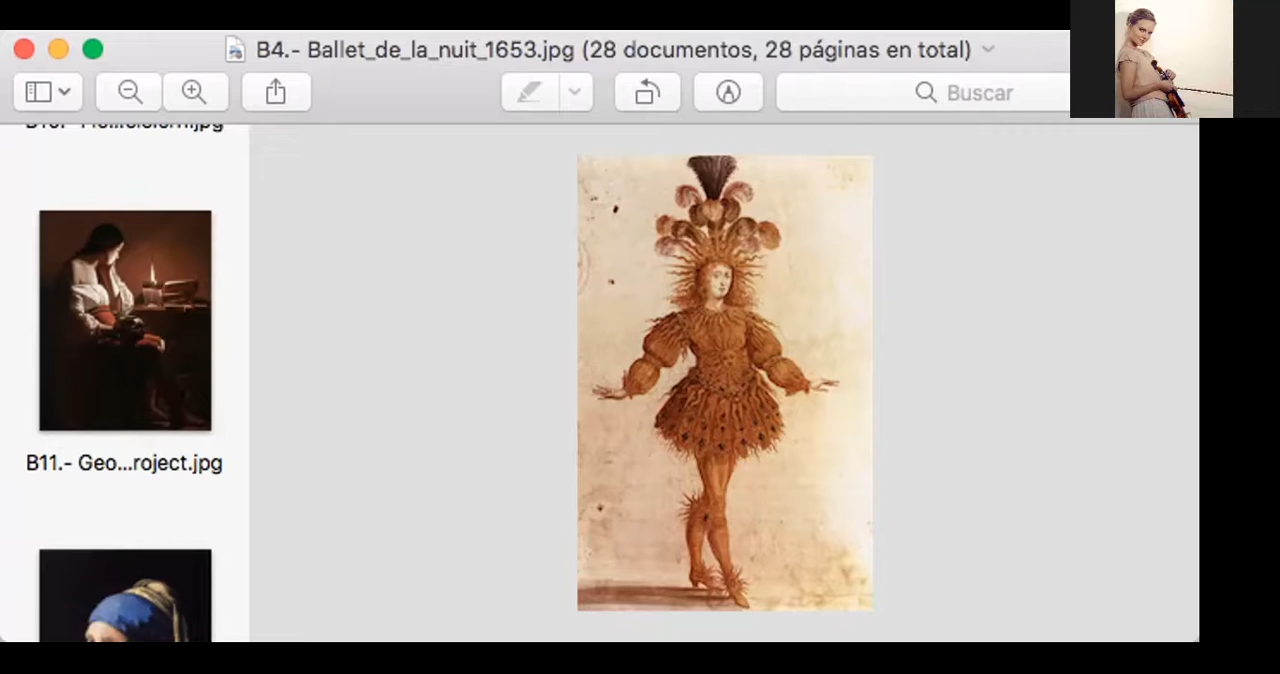 B4.- Ballet_de_la_nuit_1653.jpg (28 documentos, 28 páginas en total)
Buscar
B11.- Geo...roject.jpg